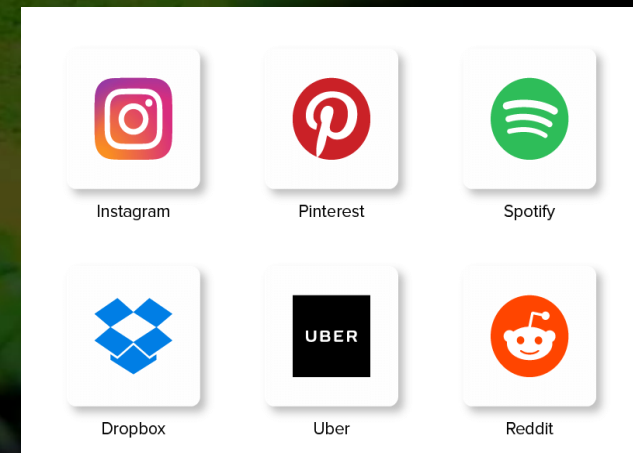 Instagram
Pinterest
Spotify
UBER
Dropbox
Uber
Reddit